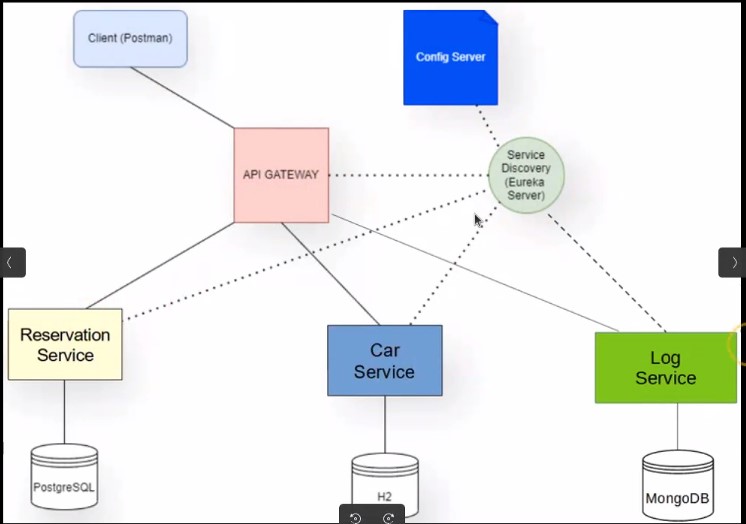 Client (Postman)
Config Server
API GATEWAY
Service
Discovery
(Eureka
Server)
Reservation
Service
Car
Service
Log
Service
PostgreSQL
H2
MongoDB